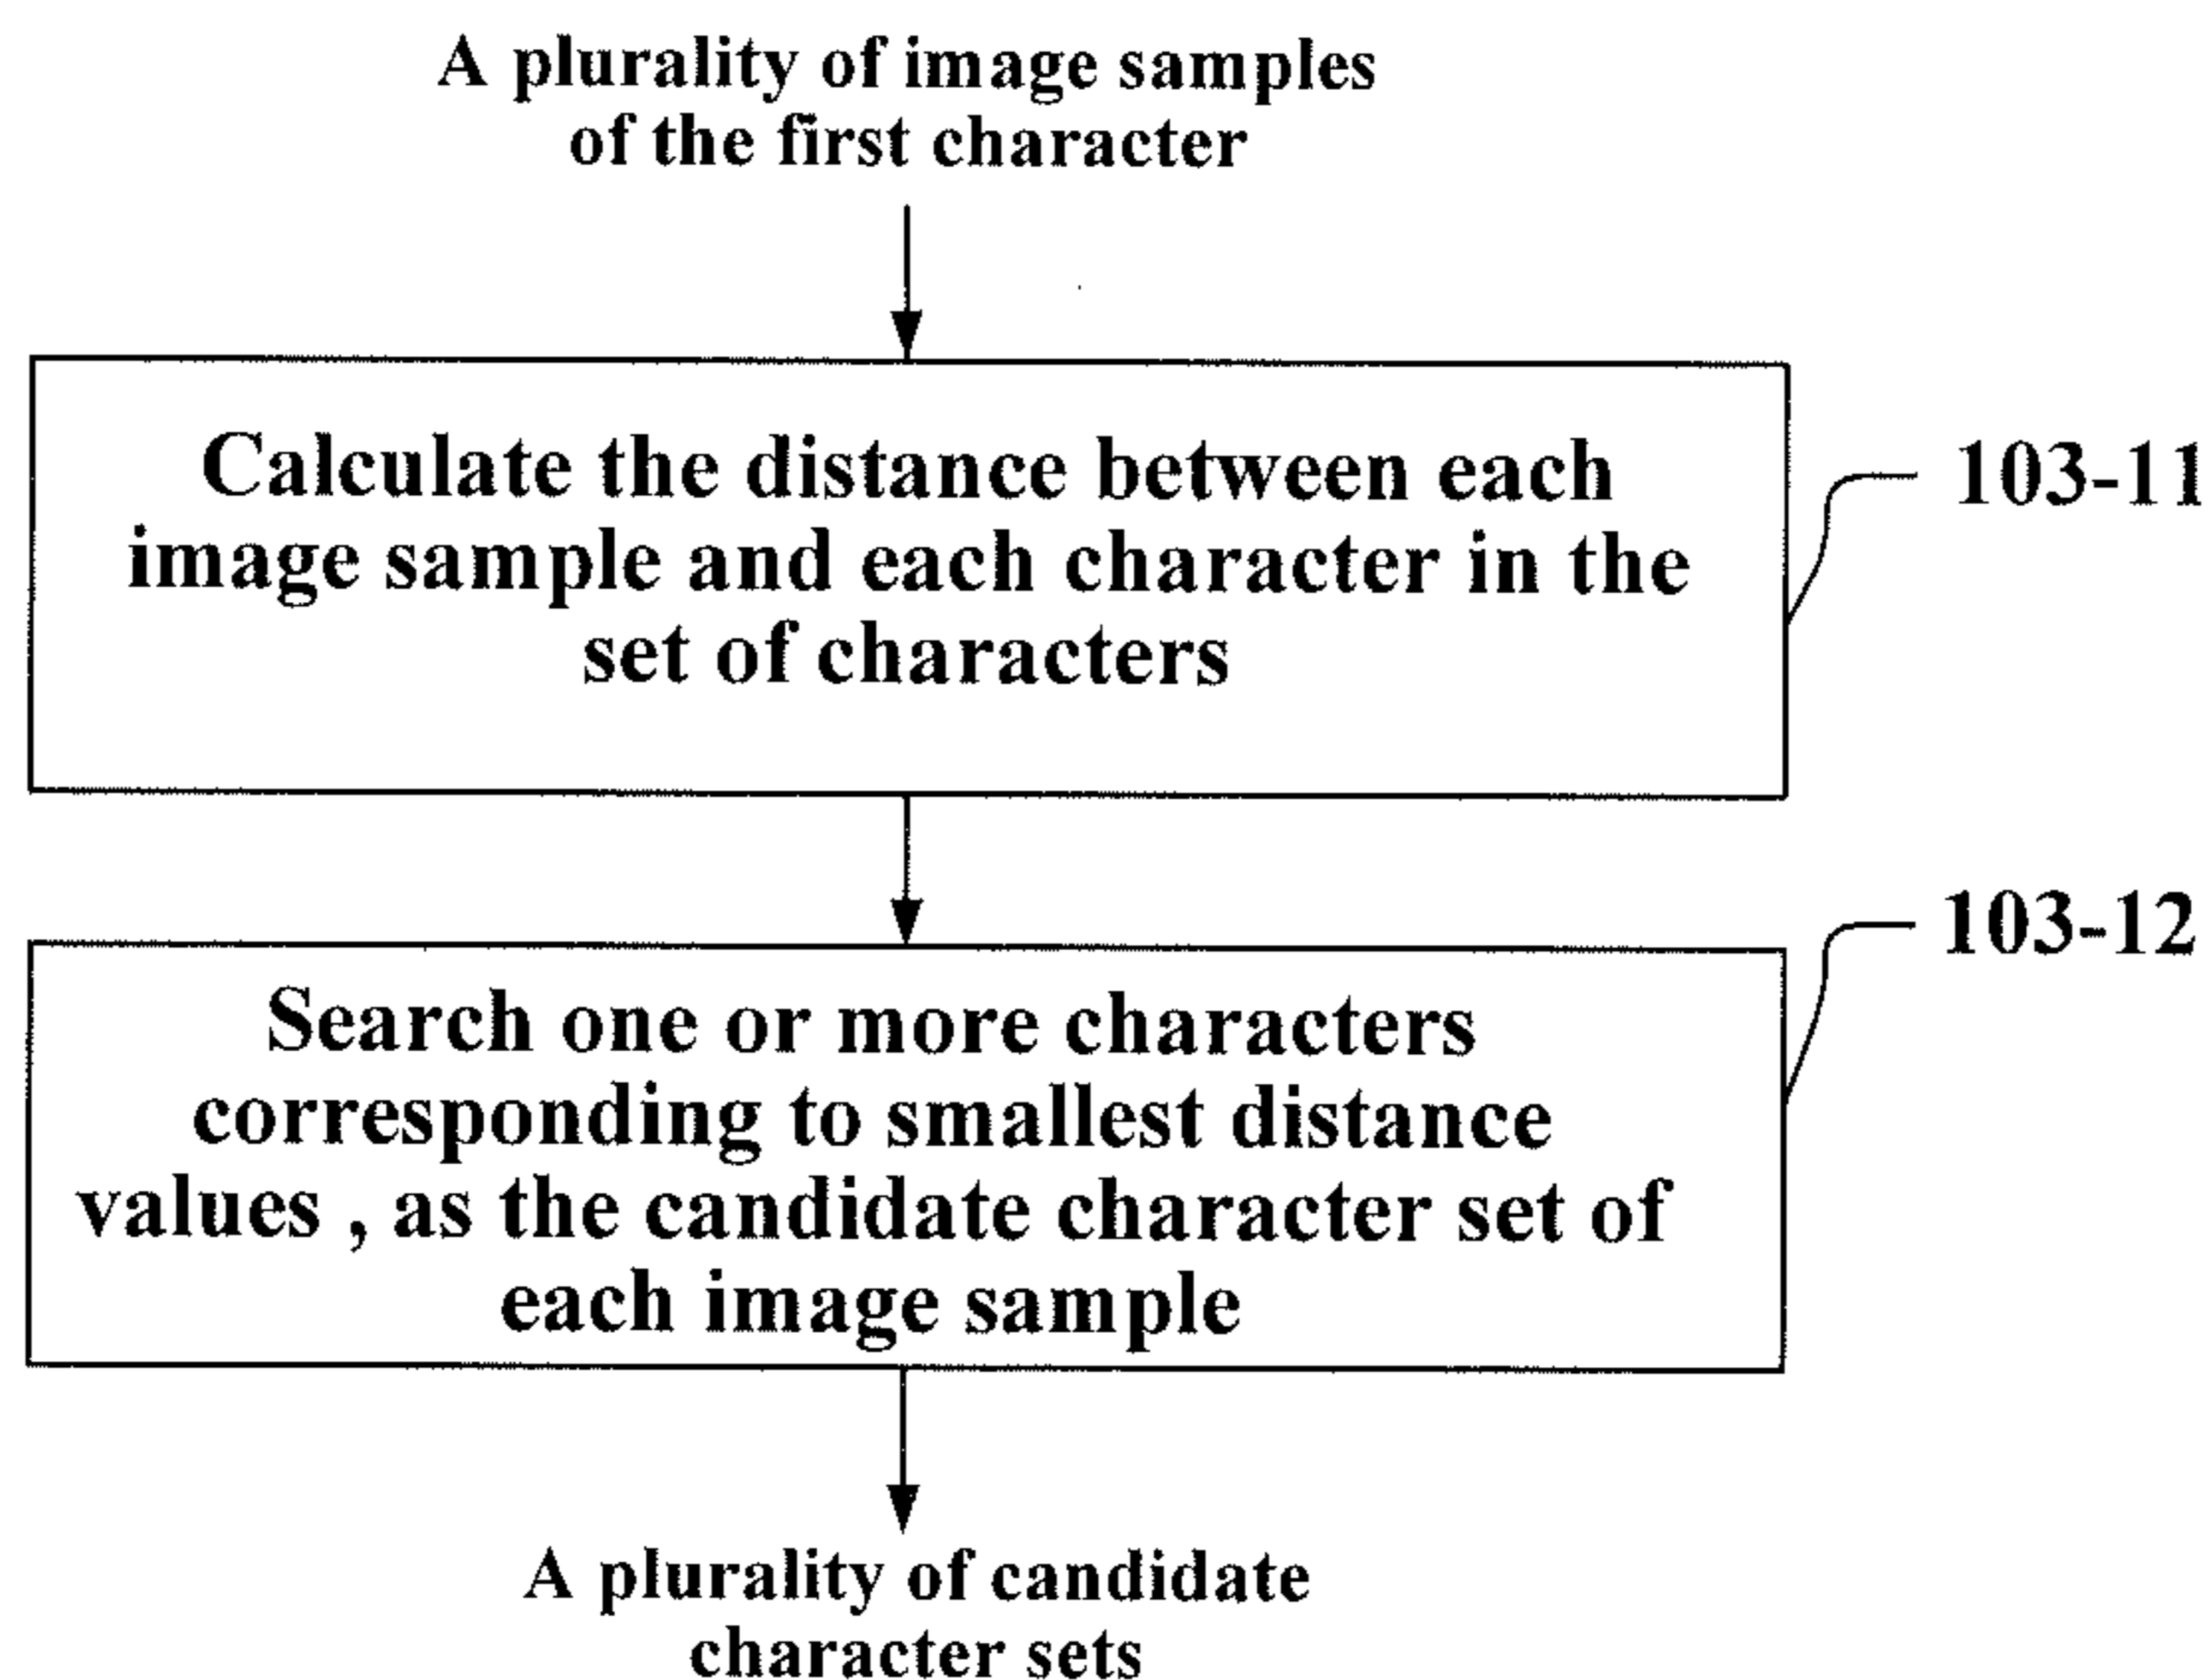 A plurality of image samples
of the first character
Calculate the distance between each
image sample and each character in the
set of characters
103-11
Search one or more characters
corresponding to smallest distance
values , as the candidate character set of
each image sample
103-12
A plurality of candidate
character sets